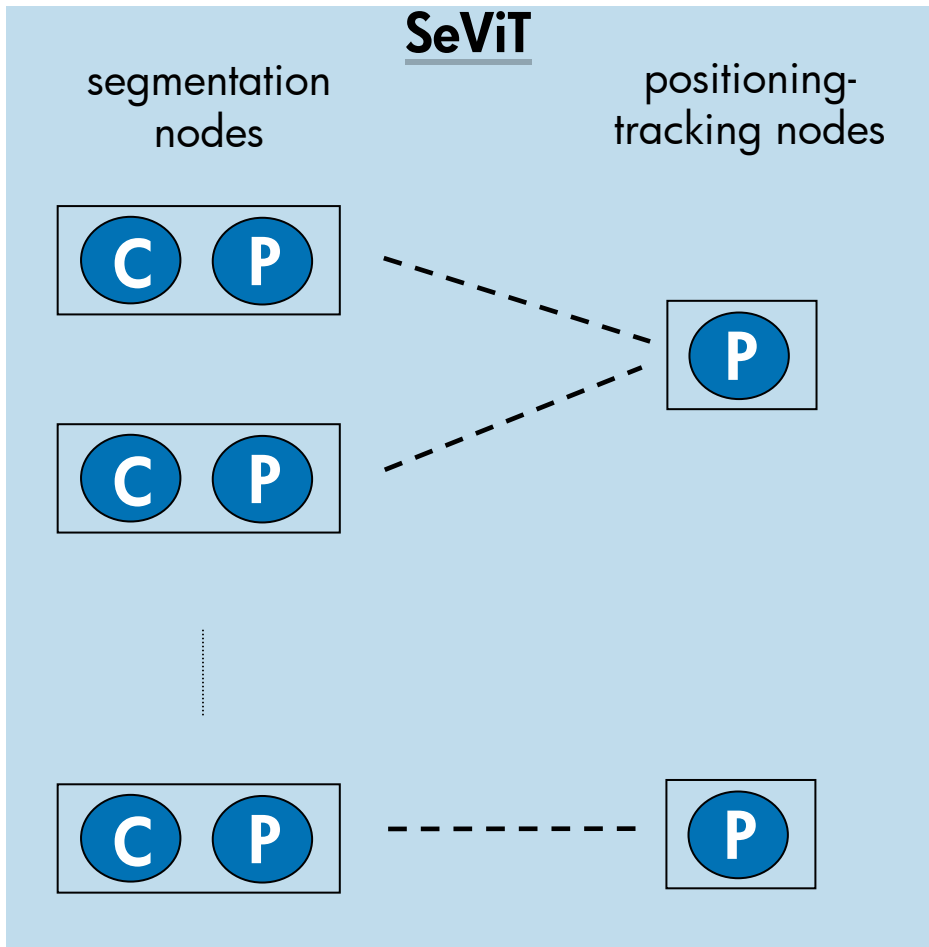 SeViT
segmentation
nodes
positioning-
tracking nodes
C P
P
C P
C P
P